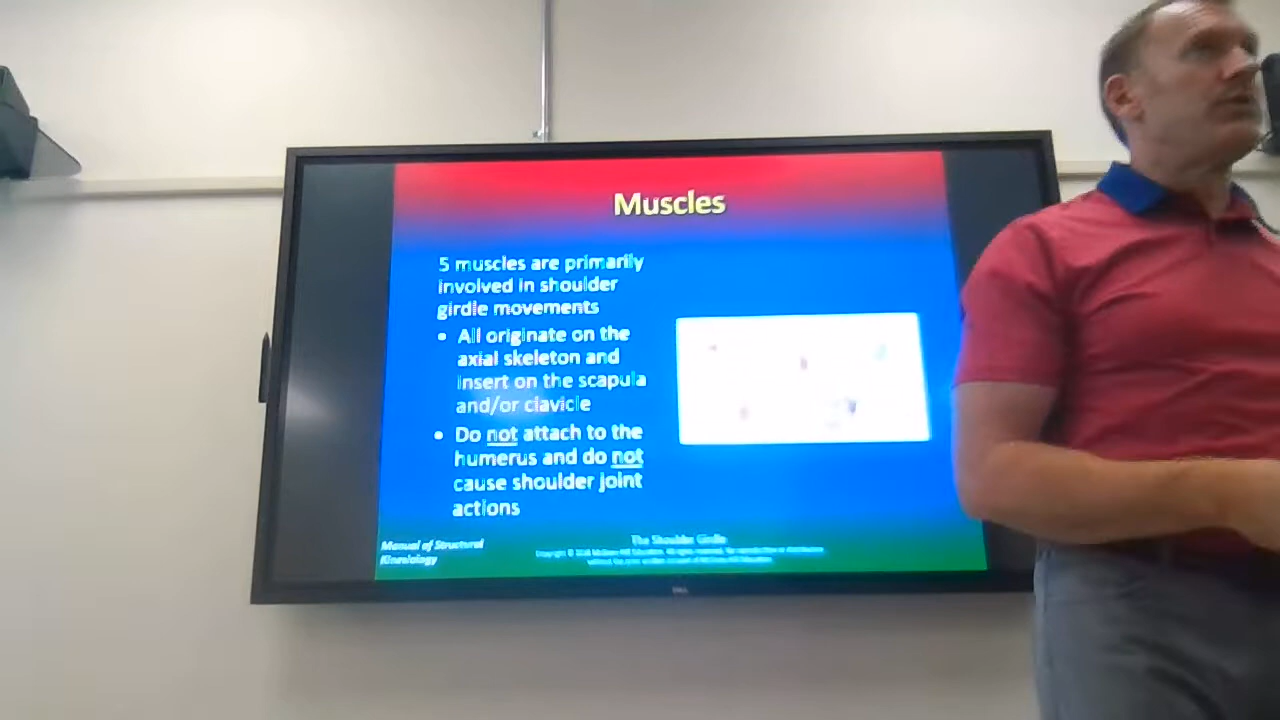 Muscles
5 muscles are primarily
involved in shoulder
girdle movements
• All originate on the
axial skeleton and
insert on the scapula
and/or clavicle
• Do not attach to the
humerus and do not
cause shoulder joint
actions
Manual of Structural
Kinesiology
The Shoulder Girdle
DELL